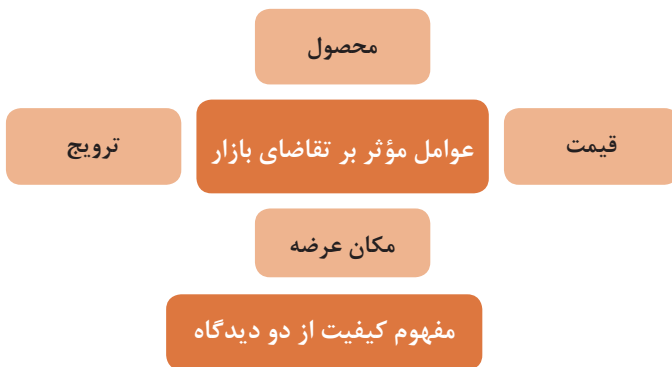 محصول
قیمت
عوامل مؤثر بر تقاضای بازار
ترویج
مکان عرضه
مفهوم کیفیت از دو دیدگاه